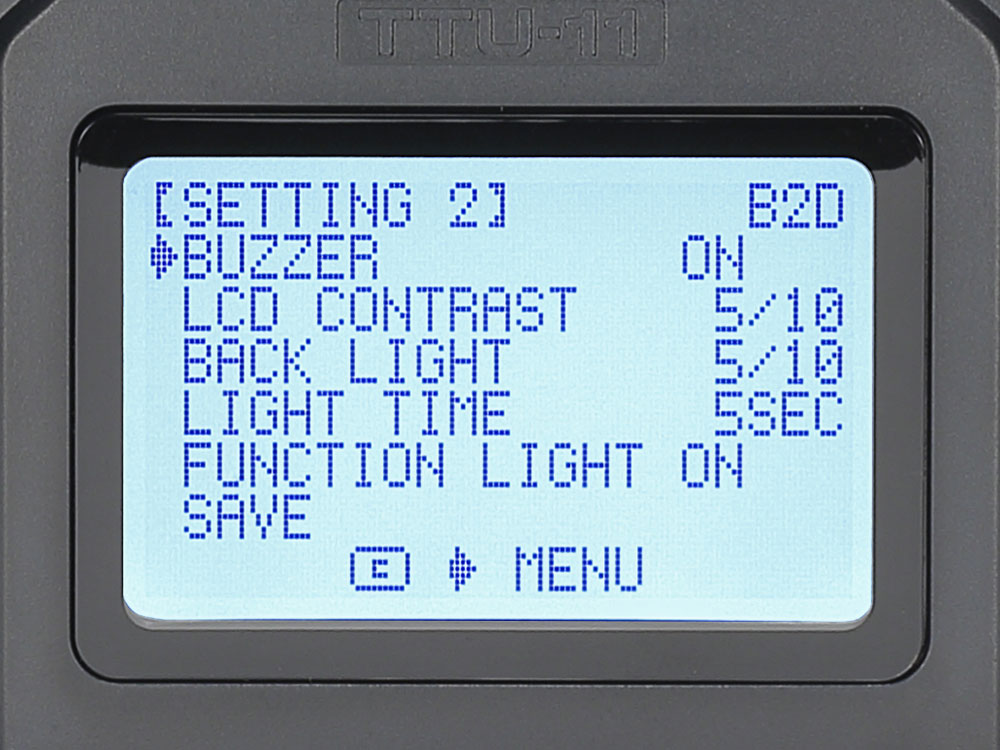 TTU-11
[SETTING 2] B2D
BUZZER ON
LCD CONTRAST 5/10
BACK LIGHT 5/10
LIGHT TIME 5SEC
FUNCTION LIGHT ON
SAVE
E MENU